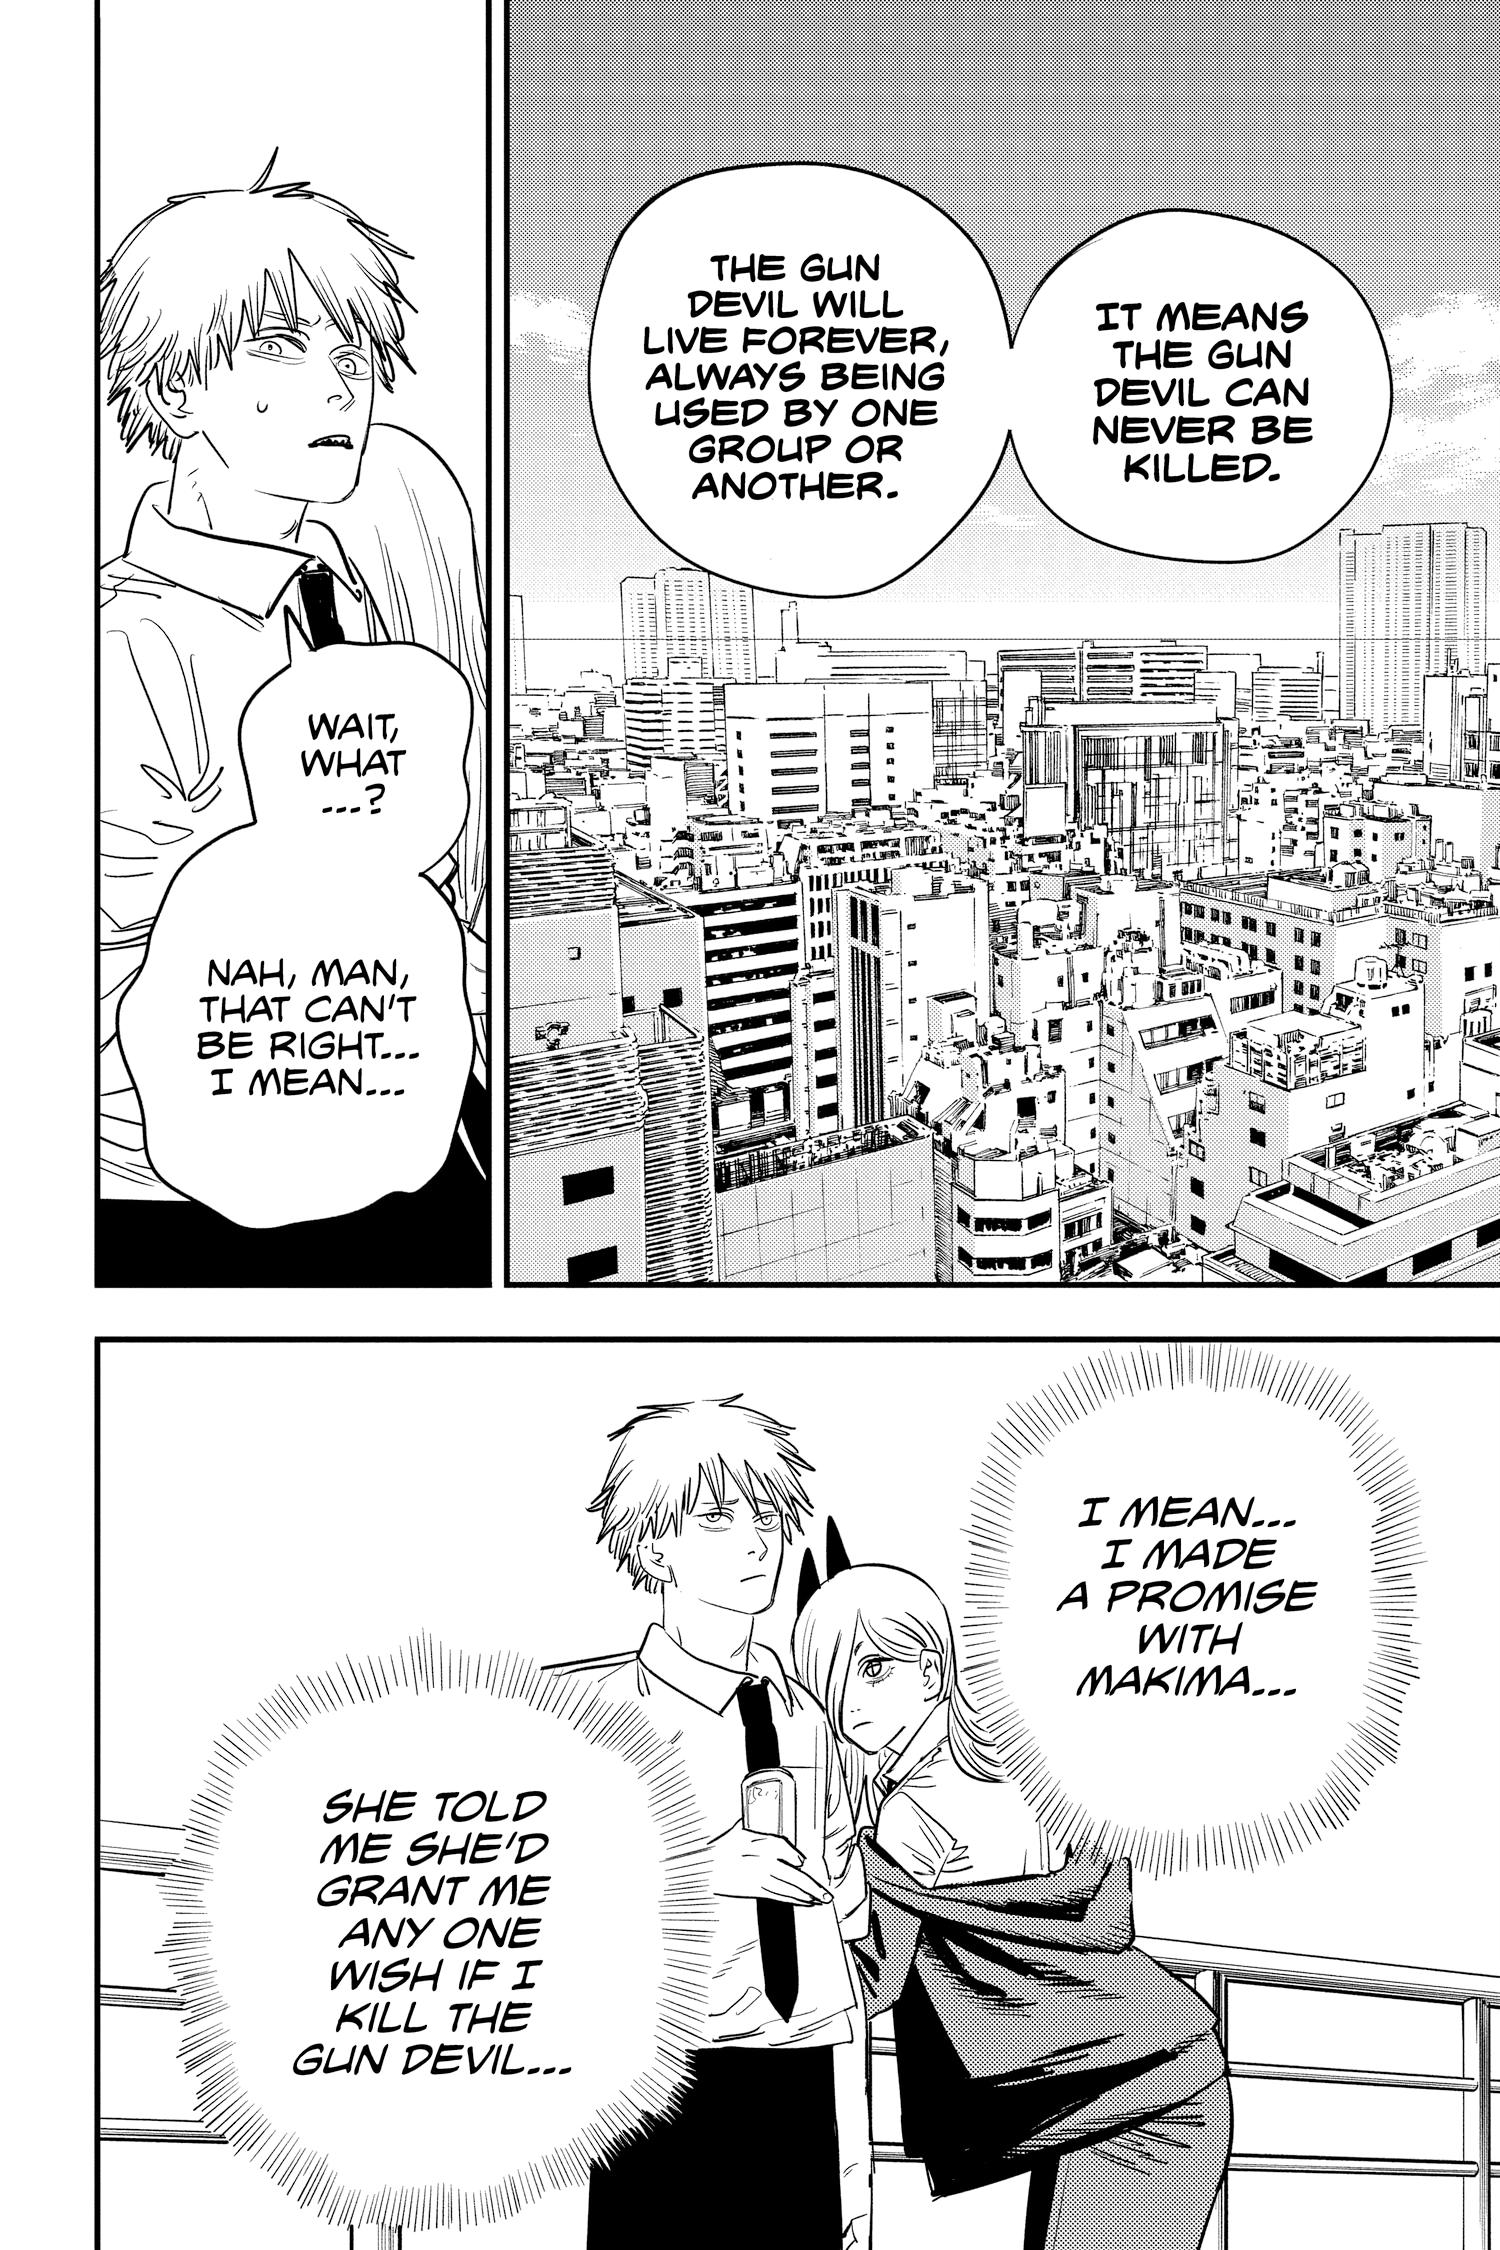 IT MEANS
THE GUN
DEVIL CAN
NEVER BE
KILLED.
THE GUN
DEVIL WILL
LIVE FOREVER,
ALWAYS BEING
USED BY ONE
GROUP OR
ANOTHER.
WAIT,
WHAT
...?
NAH, MAN,
THAT CAN'T
BE RIGHT...
I MEAN...
I MEAN...
I MADE
A PROMISE
WITH
MAKIMA...
SHE TOLD
ME SHE'D
GRANT ME
ANY ONE
WISH IF I
KILL THE
GUN DEVIL...